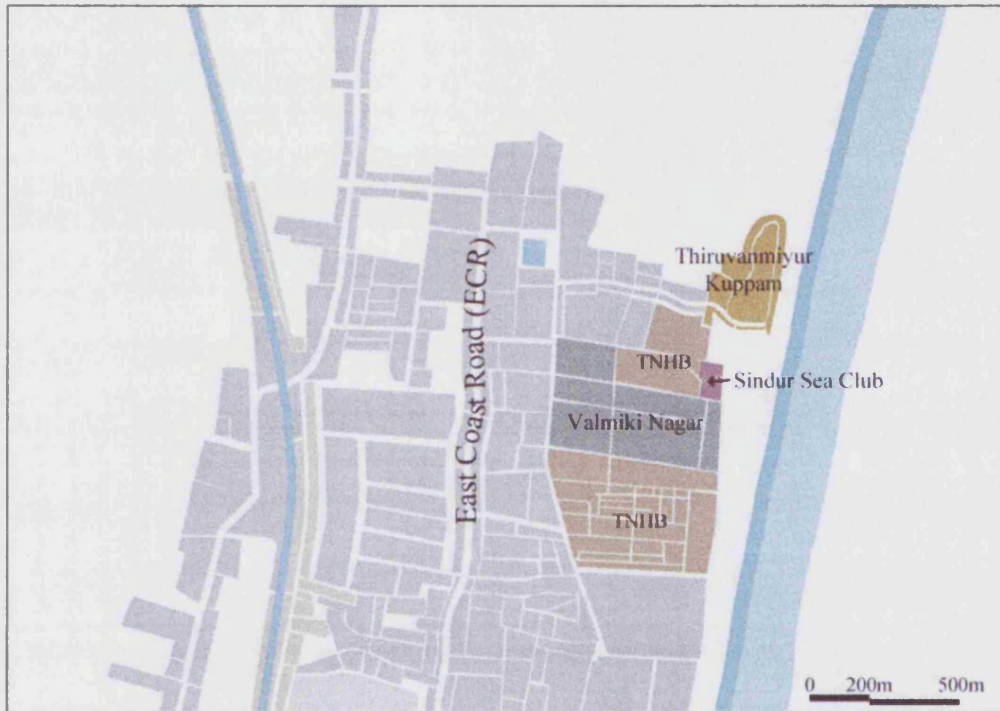 Thiruvanmiyur
Kuppam
East Coast Road (ECR)
TNHB
Sindur Sea Club
Valmiki Nagar
TNHB
0 200m 500m